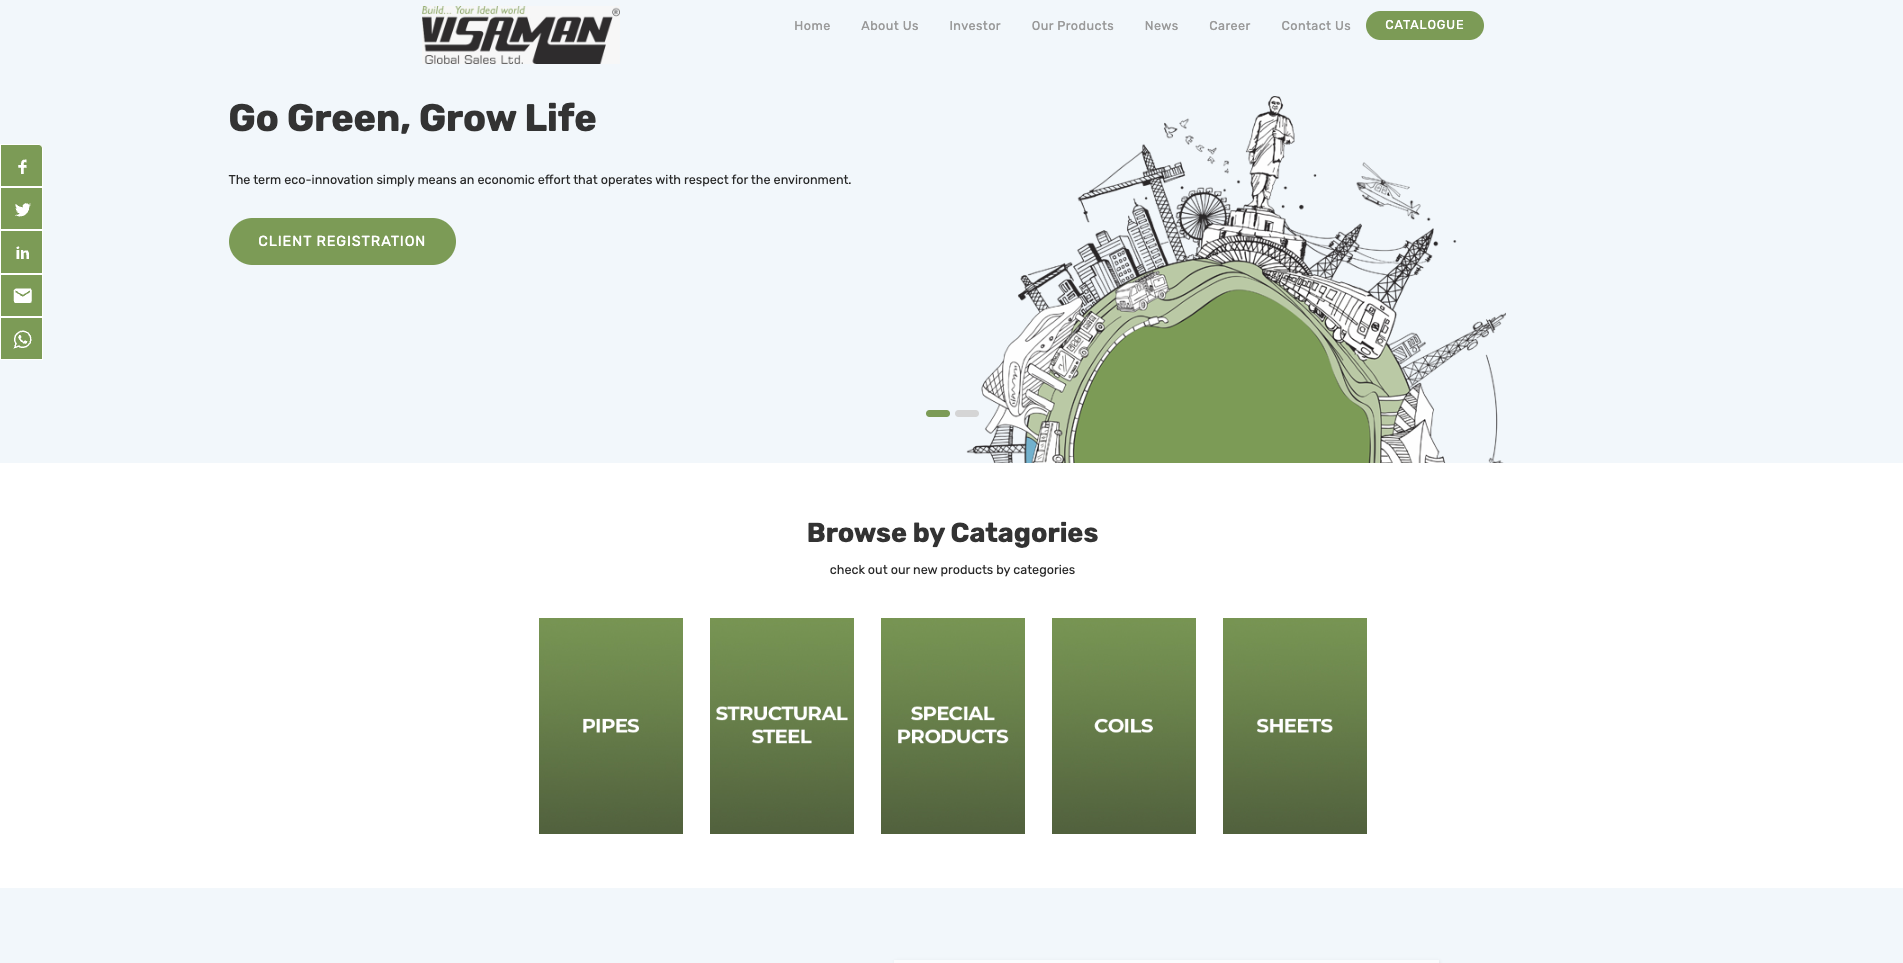 Build... Your Ideal world
VISAMAN®
Global Sales Ltd.
Home About Us Investor Our Products News Career Contact Us CATALOGUE
Go Green, Grow Life
The term eco-innovation simply means an economic effort that operates with respect for the environment.
CLIENT REGISTRATION
Browse by Catagories
check out our new products by categories
PIPES
STRUCTURAL
STEEL
SPECIAL
PRODUCTS
COILS
SHEETS